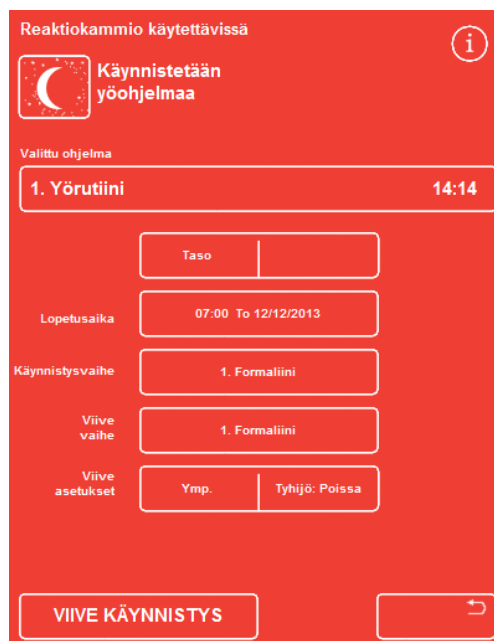 Reaktiokammio käytettävissä
i
Käynnistetään
yöohjelmaa
Valittu ohjelma
1. Yörutiini 14:14
Taso
Lopetusaika 07:00 To 12/12/2013
Käynnistysvaihe 1. Formaliini
Viive
vaihe 1. Formaliini
Viive
asetukset Ymp. Tyhijö: Poissa
VIIVE KÄYNNISTYS